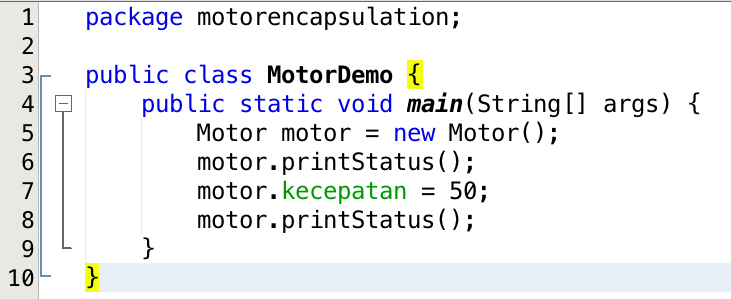 1 package motorencapsulation;
2
3 public class MotorDemo {
4 public static void main(String[] args) {
5 Motor motor = new Motor();
6 motor.printStatus();
7 motor.kecepatan = 50;
8 motor.printStatus();
9 }
10 }